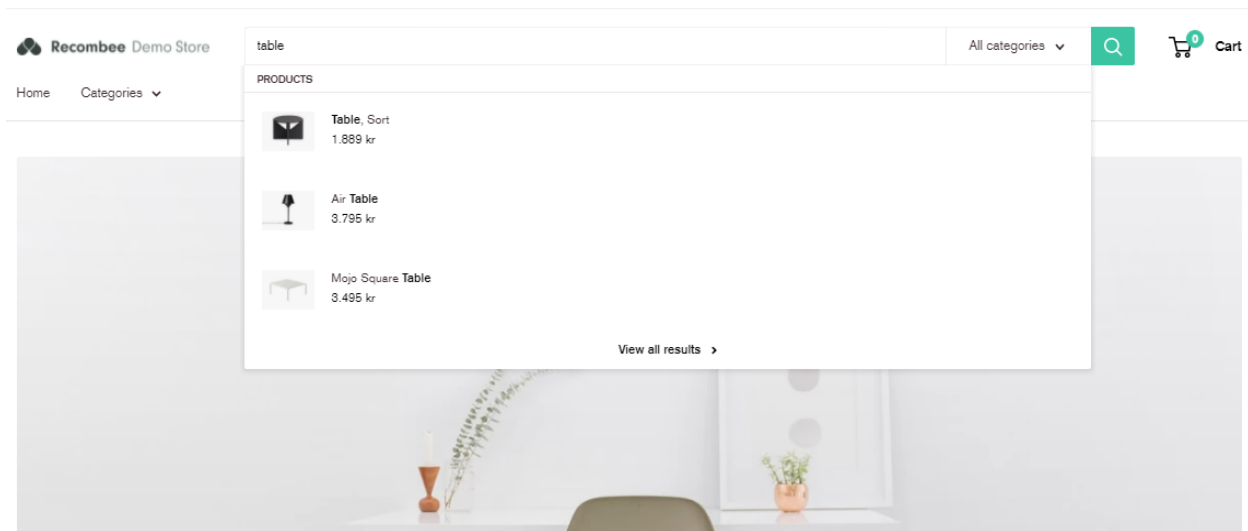 Recombee Demo Store
table
All categories
0
Cart
Home
Categories
PRODUCTS
Table, Sort
1.889 kr
Air Table
3.795 kr
Mojo Square Table
3.495 kr
View all results